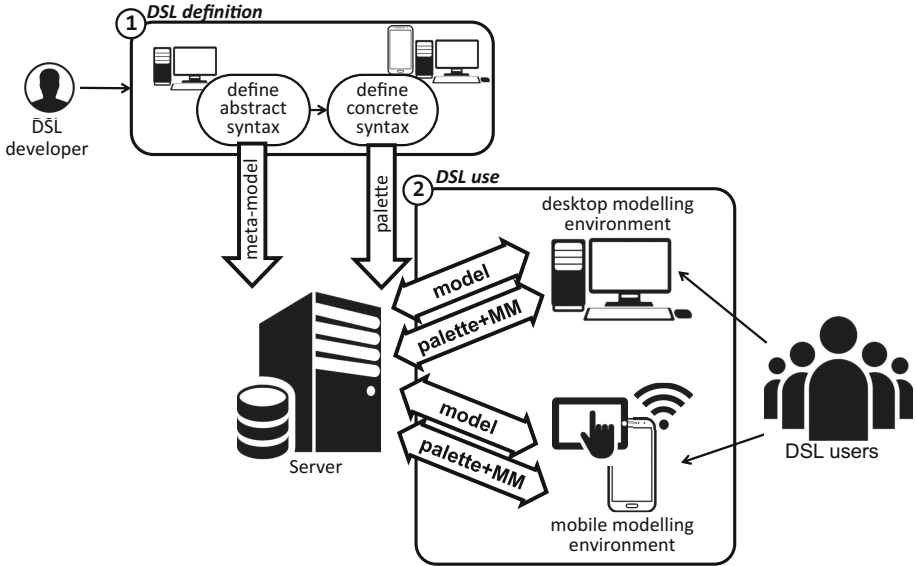 1
DSL definition
define
abstract
syntax
define
concrete
syntax
DSL
developer
meta-model
palette
2
DSL use
desktop modelling
environment
model
palette+MM
model
palette+MM
Server
DSL users
mobile modelling
environment